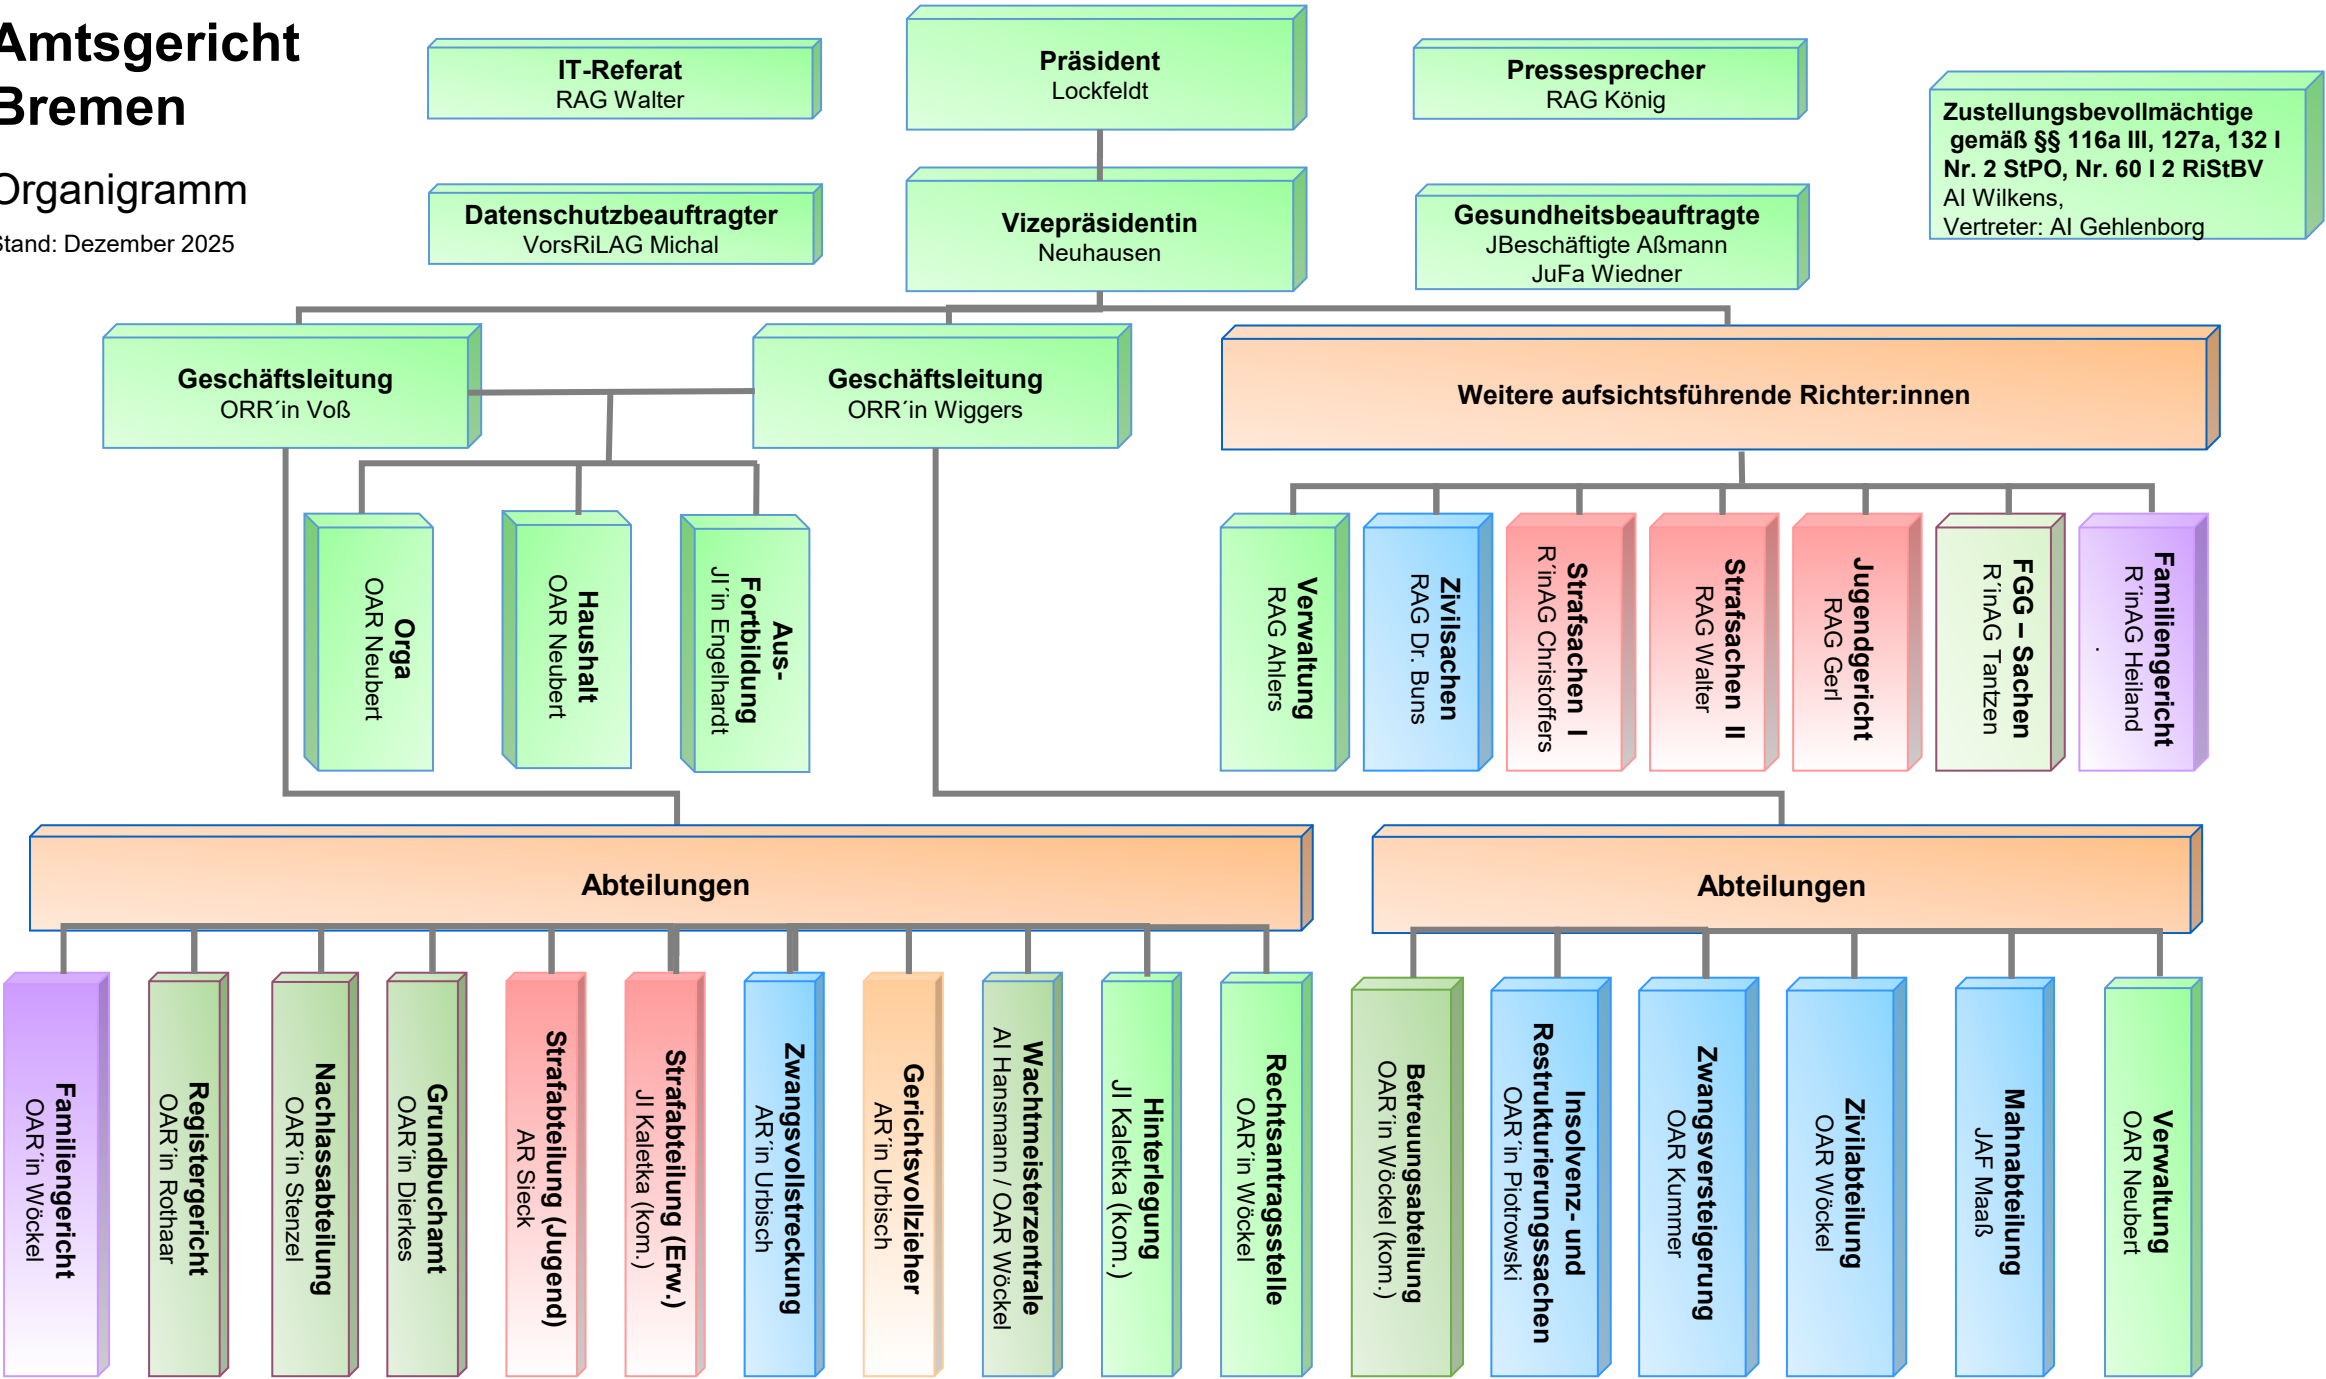 Amtsgericht
Bremen
Organigramm
Stand: Dezember 2025
IT-Referat
RAG Walter
Datenschutzbeauftragter
VorsRiLAG Michal
Präsident
Lockfeldt
Vizepräsidentin
Neuhausen
Pressesprecher
RAG König
Gesundheitsbeauftragte
JBeschäftigte Aßmann
JuFa Wiedner
Zustellungsbevollmächtige
gemäß §§ 116a III, 127a, 132 I
Nr. 2 StPO, Nr. 60 I 2 RiStBV
AI Wilkens,
Vertreter: AI Gehlenborg
Geschäftsleitung
ORR´in Voß
Geschäftsleitung
ORR´in Wiggers
Weitere aufsichtsführende Richter:innen
Orga
OAR Neubert
Haushalt
OAR Neubert
Aus-
Fortbildung
JI´in Engelhardt
Verwaltung
RAG Ahlers
Zivilsachen
RAG Dr. Buns
Strafsachen I
R´inAG Christoffers
Strafsachen II
RAG Walter
Jugendgericht
RAG Gerl
FGG – Sachen
R´inAG Tantzen
Familiengericht
R´inAG Heiland
.
Abteilungen
Abteilungen
Familiengericht
OAR´in Wöckel
Registergericht
OAR´in Rothaar
Nachlassabteilung
OAR´in Stenzel
Grundbuchamt
OAR´in Dierkes
Strafabteilung (Jugend)
AR Sieck
Strafabteilung (Erw.)
JI Kaletka (kom.)
Zwangsvollstreckung
AR´in Urbisch
Gerichtsvollzieher
AR´in Urbisch
Wachtmeisterzentrale
AI Hansmann / OAR Wöckel
Hinterlegung
JI Kaletka (kom.)
Rechtsantragsstelle
OAR´in Wöckel
Betreuungsabteilung
OAR´in Wöckel (kom.)
Insolvenz- und
Restrukturierungssachen
OAR´in Piotrowski
Zwangsversteigerung
OAR Kummer
Zivilabteilung
OAR Wöckel
Mahnabteilung
JAF Maaß
Verwaltung
OAR Neubert